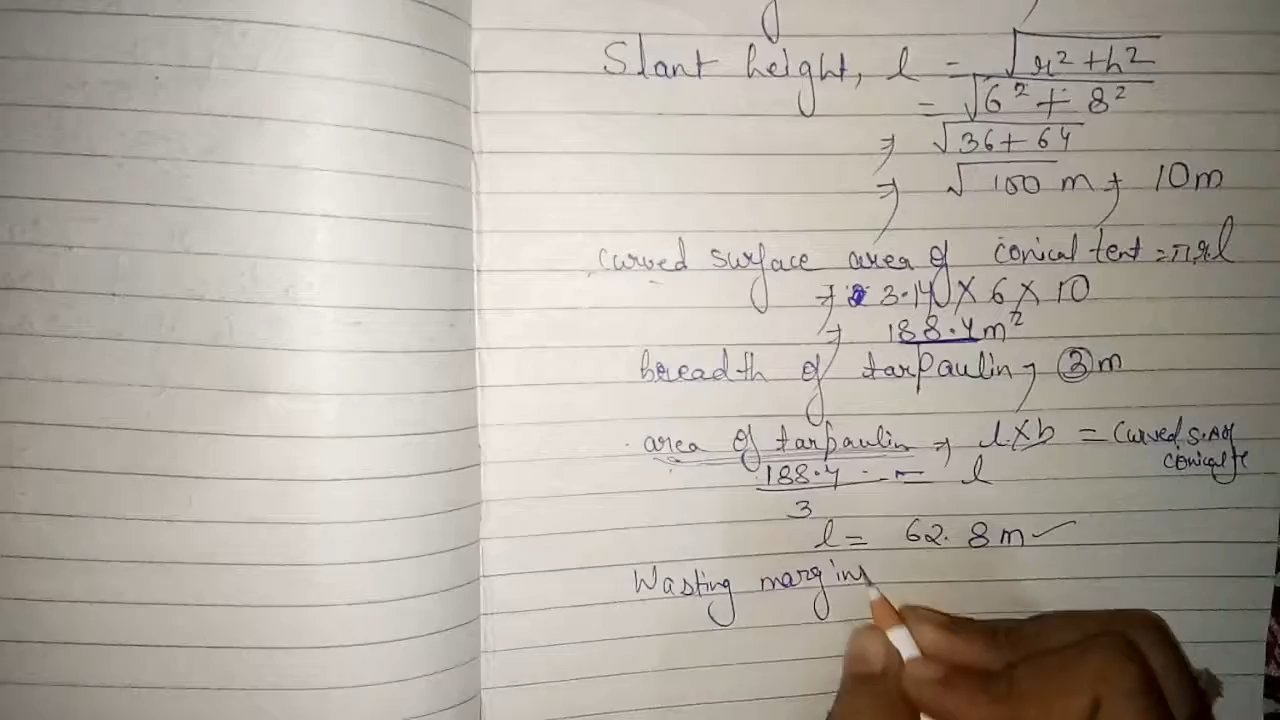 Slant height, l = √r²+h²
= √6² + 8²
⇒ √36+64
⇒ √100 m ⇒ 10m
curved surface area of conical tent = πrl
⇒ 3.14 × 6 × 10
⇒ 188.4m²
breadth of tarpaulin ⇒ 3m
area of tarpaulin ⇒ l×b = Curved S.A of
conical te
188.4 = l
3
l = 62.8m ✓
Wasting margin